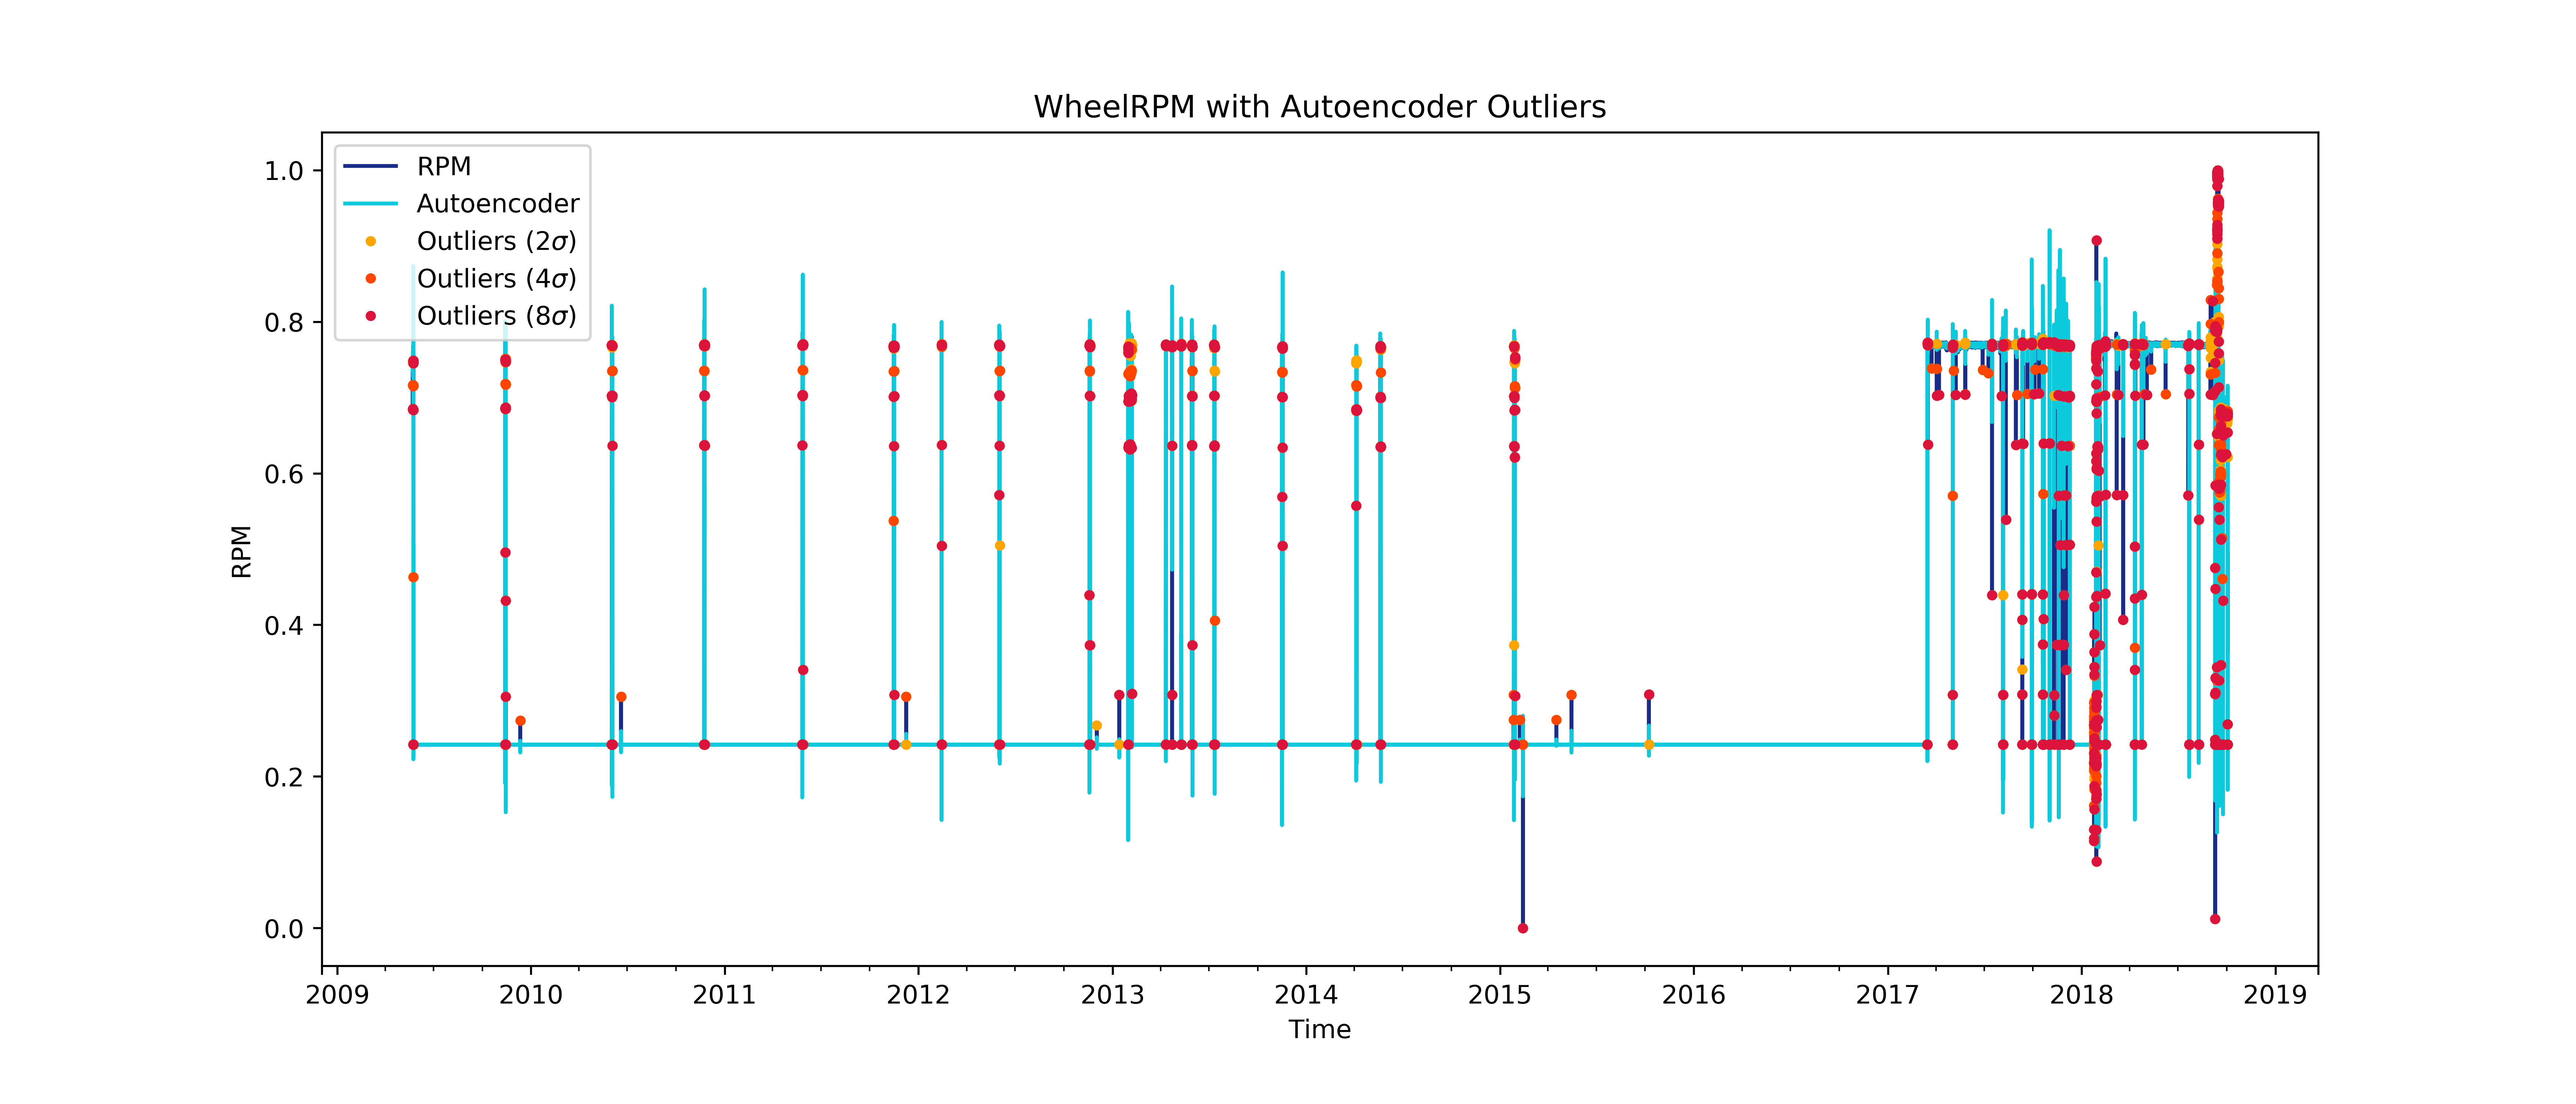 WheelRPM with Autoencoder Outliers
RPM
Autoencoder
Outliers (2σ)
Outliers (4σ)
Outliers (8σ)
1.0
0.8
0.6
0.4
0.2
0.0
RPM
2009 2010 2011 2012 2013 2014 2015 2016 2017 2018 2019
Time